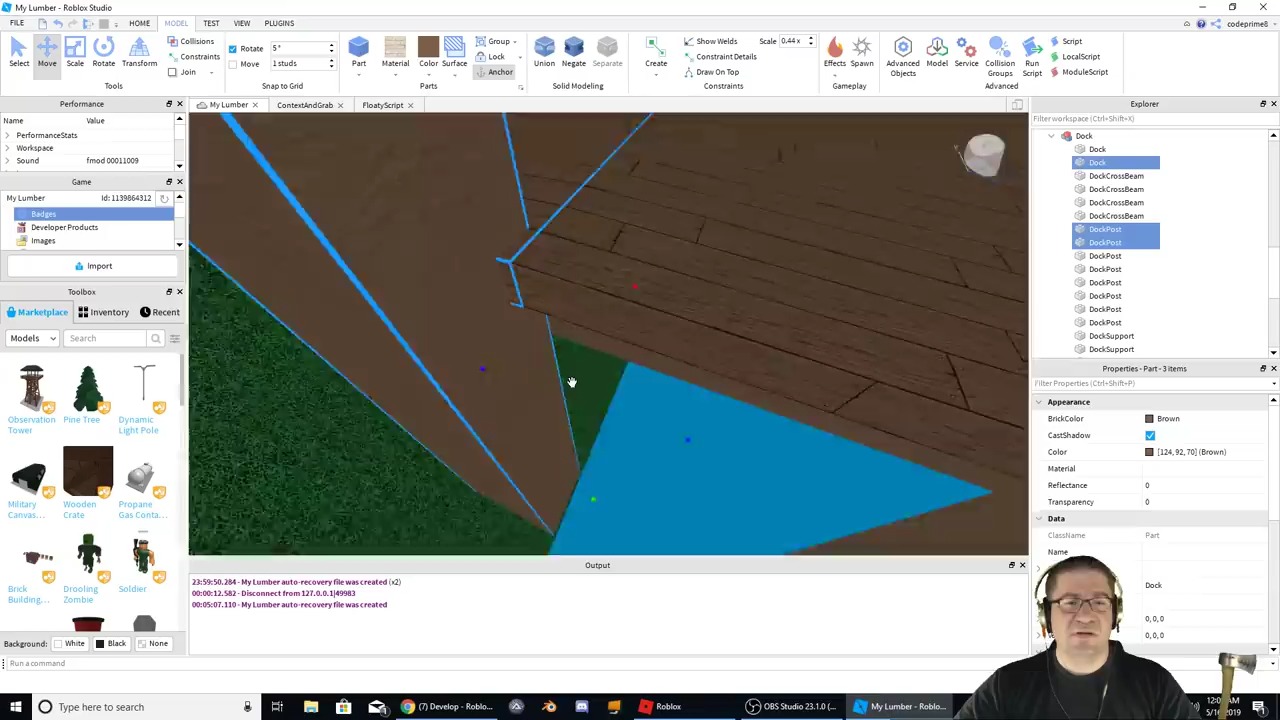 My Lumber - Roblox Studio
FILE HOME MODEL TEST VIEW PLUGINS codeprime8
Select Move Scale Rotate Transform
Collisions
Constraints
Join
Tools
Rotate 5°
Move 1 studs
Snap to Grid
Part Material Color Surface
Group
Lock
Anchor
Parts
Union Negate Separate
Solid Modeling
Create
Show Welds Scale 0.44 x
Constraint Details
Draw On Top
Constraints
Effects Spawn
Gameplay
Advanced Objects Model Service Collision Groups Run Script
Script
LocalScript
ModuleScript
Advanced
Performance
Name Value
PerformanceStats
Workspace
Sound fmod 00011009
Game
My Lumber Id: 1139864312
Badges
Developer Products
Images
Import
Toolbox
Marketplace Inventory Recent
Models Search
Observation Tower Pine Tree Dynamic Light Pole
Military Canvas... Wooden Crate Propane Gas Conta...
Brick Building... Drooling Zombie Soldier
Background: White Black None
Run a command
My Lumber ContextAndGrab FloatyScript
Output
23:59:50.284 - My Lumber auto-recovery file was created (x2)
00:00:12.582 - Disconnect from 127.0.0.1|49983
00:05:07.110 - My Lumber auto-recovery file was created
Explorer
Filter workspace (Ctrl+Shift+X)
Dock
Dock
Dock
DockCrossBeam
DockCrossBeam
DockCrossBeam
DockCrossBeam
DockPost
DockPost
DockPost
DockPost
DockPost
DockPost
DockPost
DockPost
DockSupport
DockSupport
Properties - Part - 3 items
Filter Properties (Ctrl+Shift+P)
Appearance
BrickColor Brown
CastShadow
Color [124, 92, 70] (Brown)
Material
Reflectance 0
Transparency 0
Data
ClassName Part
Name
Dock
0, 0, 0
0, 0, 0
Type here to search
(7) Develop - Roblo... Roblox OBS Studio 23.1.0 (... My Lumber - Roblox...